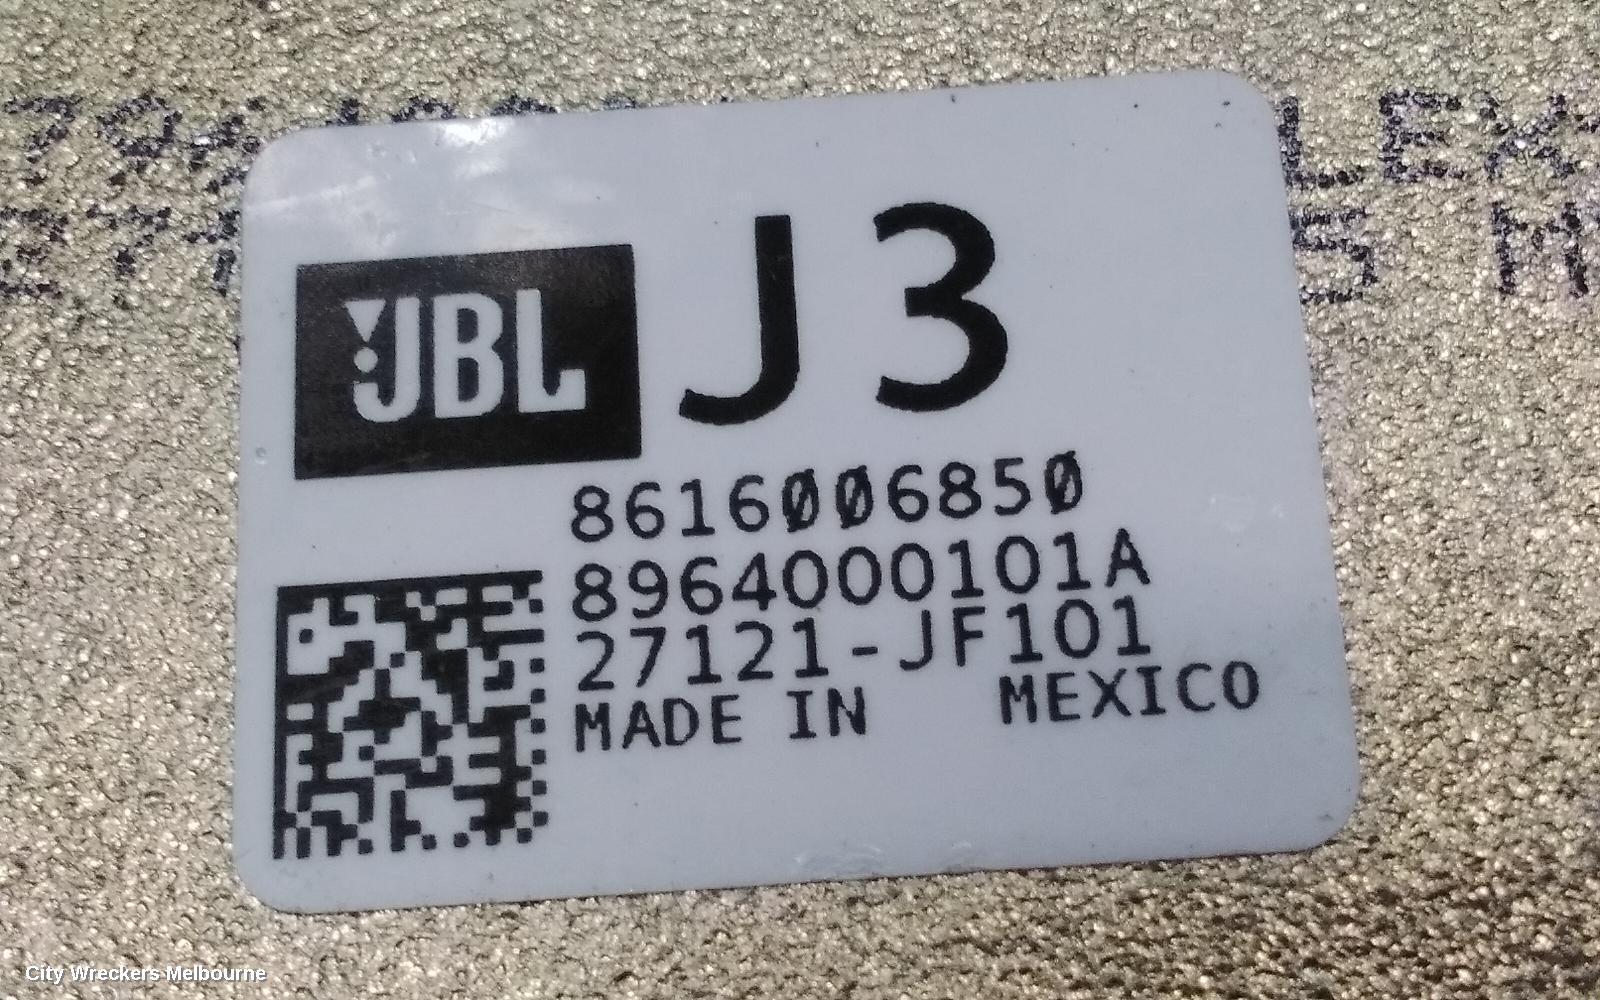 JBL
J3
8616006850
8964000101A
27121-JF101
MADE IN MEXICO
City Wreckers Melbourne